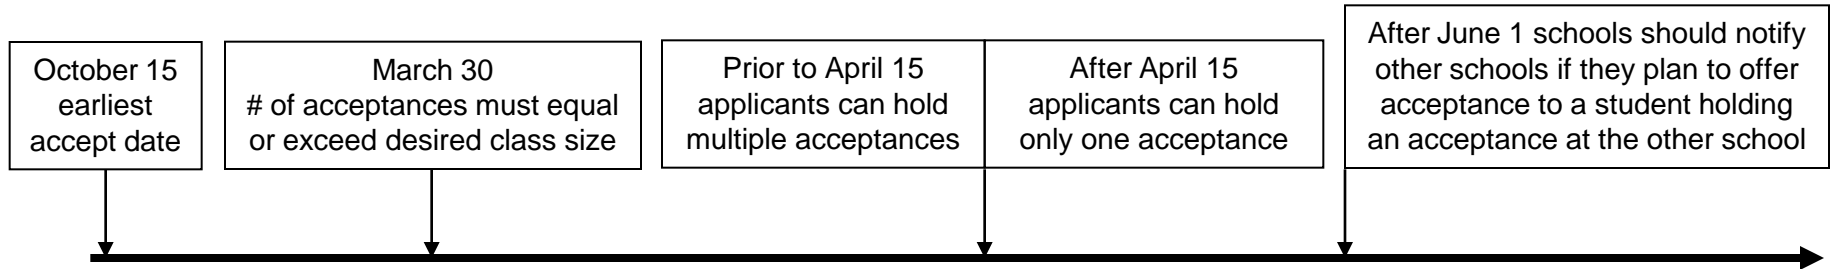 October 15
earliest
accept date
March 30
# of acceptances must equal
or exceed desired class size
Prior to April 15
applicants can hold
multiple acceptances
After April 15
applicants can hold
only one acceptance
After June 1 schools should notify
other schools if they plan to offer
acceptance to a student holding
an acceptance at the other school